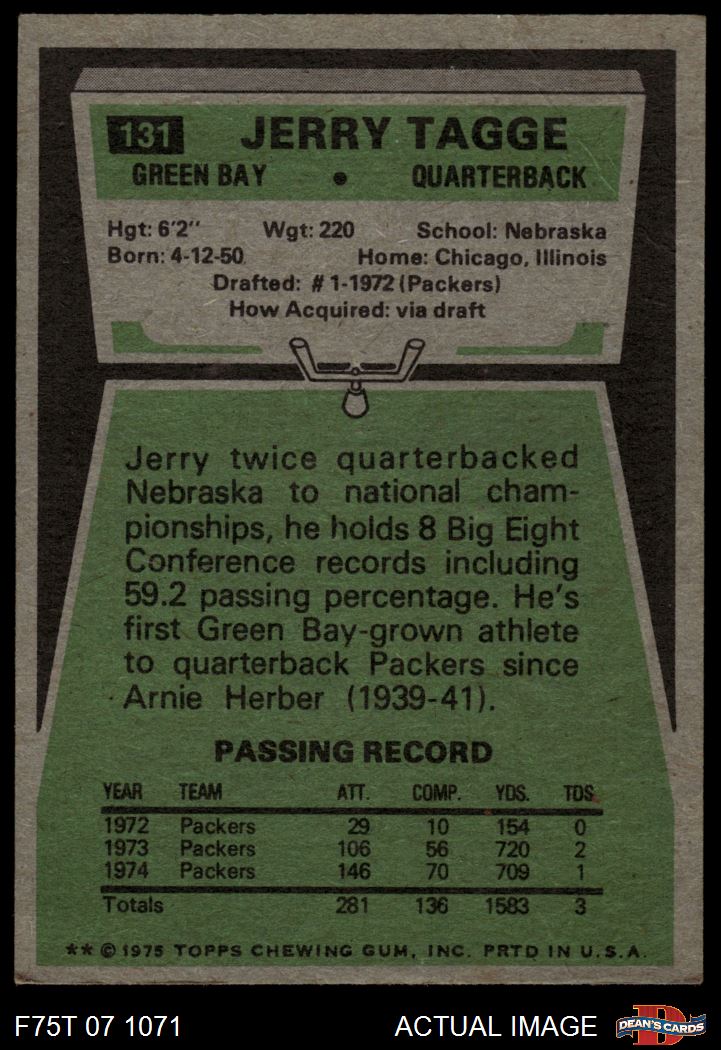 131 JERRY TAGGE
GREEN BAY • QUARTERBACK
Hgt: 6'2" Wgt: 220 School: Nebraska
Born: 4-12-50 Home: Chicago, Illinois
Drafted: #1-1972 (Packers)
How Acquired: via draft
Jerry twice quarterbacked
Nebraska to national cham-
pionships, he holds 8 Big Eight
Conference records including
59.2 passing percentage. He's
first Green Bay-grown athlete
to quarterback Packers since
Arnie Herber (1939-41).
PASSING RECORD
YEAR TEAM ATT. COMP. YDS. TDS.
1972 Packers 29 10 154 0
1973 Packers 106 56 720 2
1974 Packers 146 70 709 1
Totals 281 136 1583 3
** © 1975 TOPPS CHEWING GUM, INC. PRTD IN U.S.A.
F75T 07 1071 ACTUAL IMAGE D DEAN'S CARDS